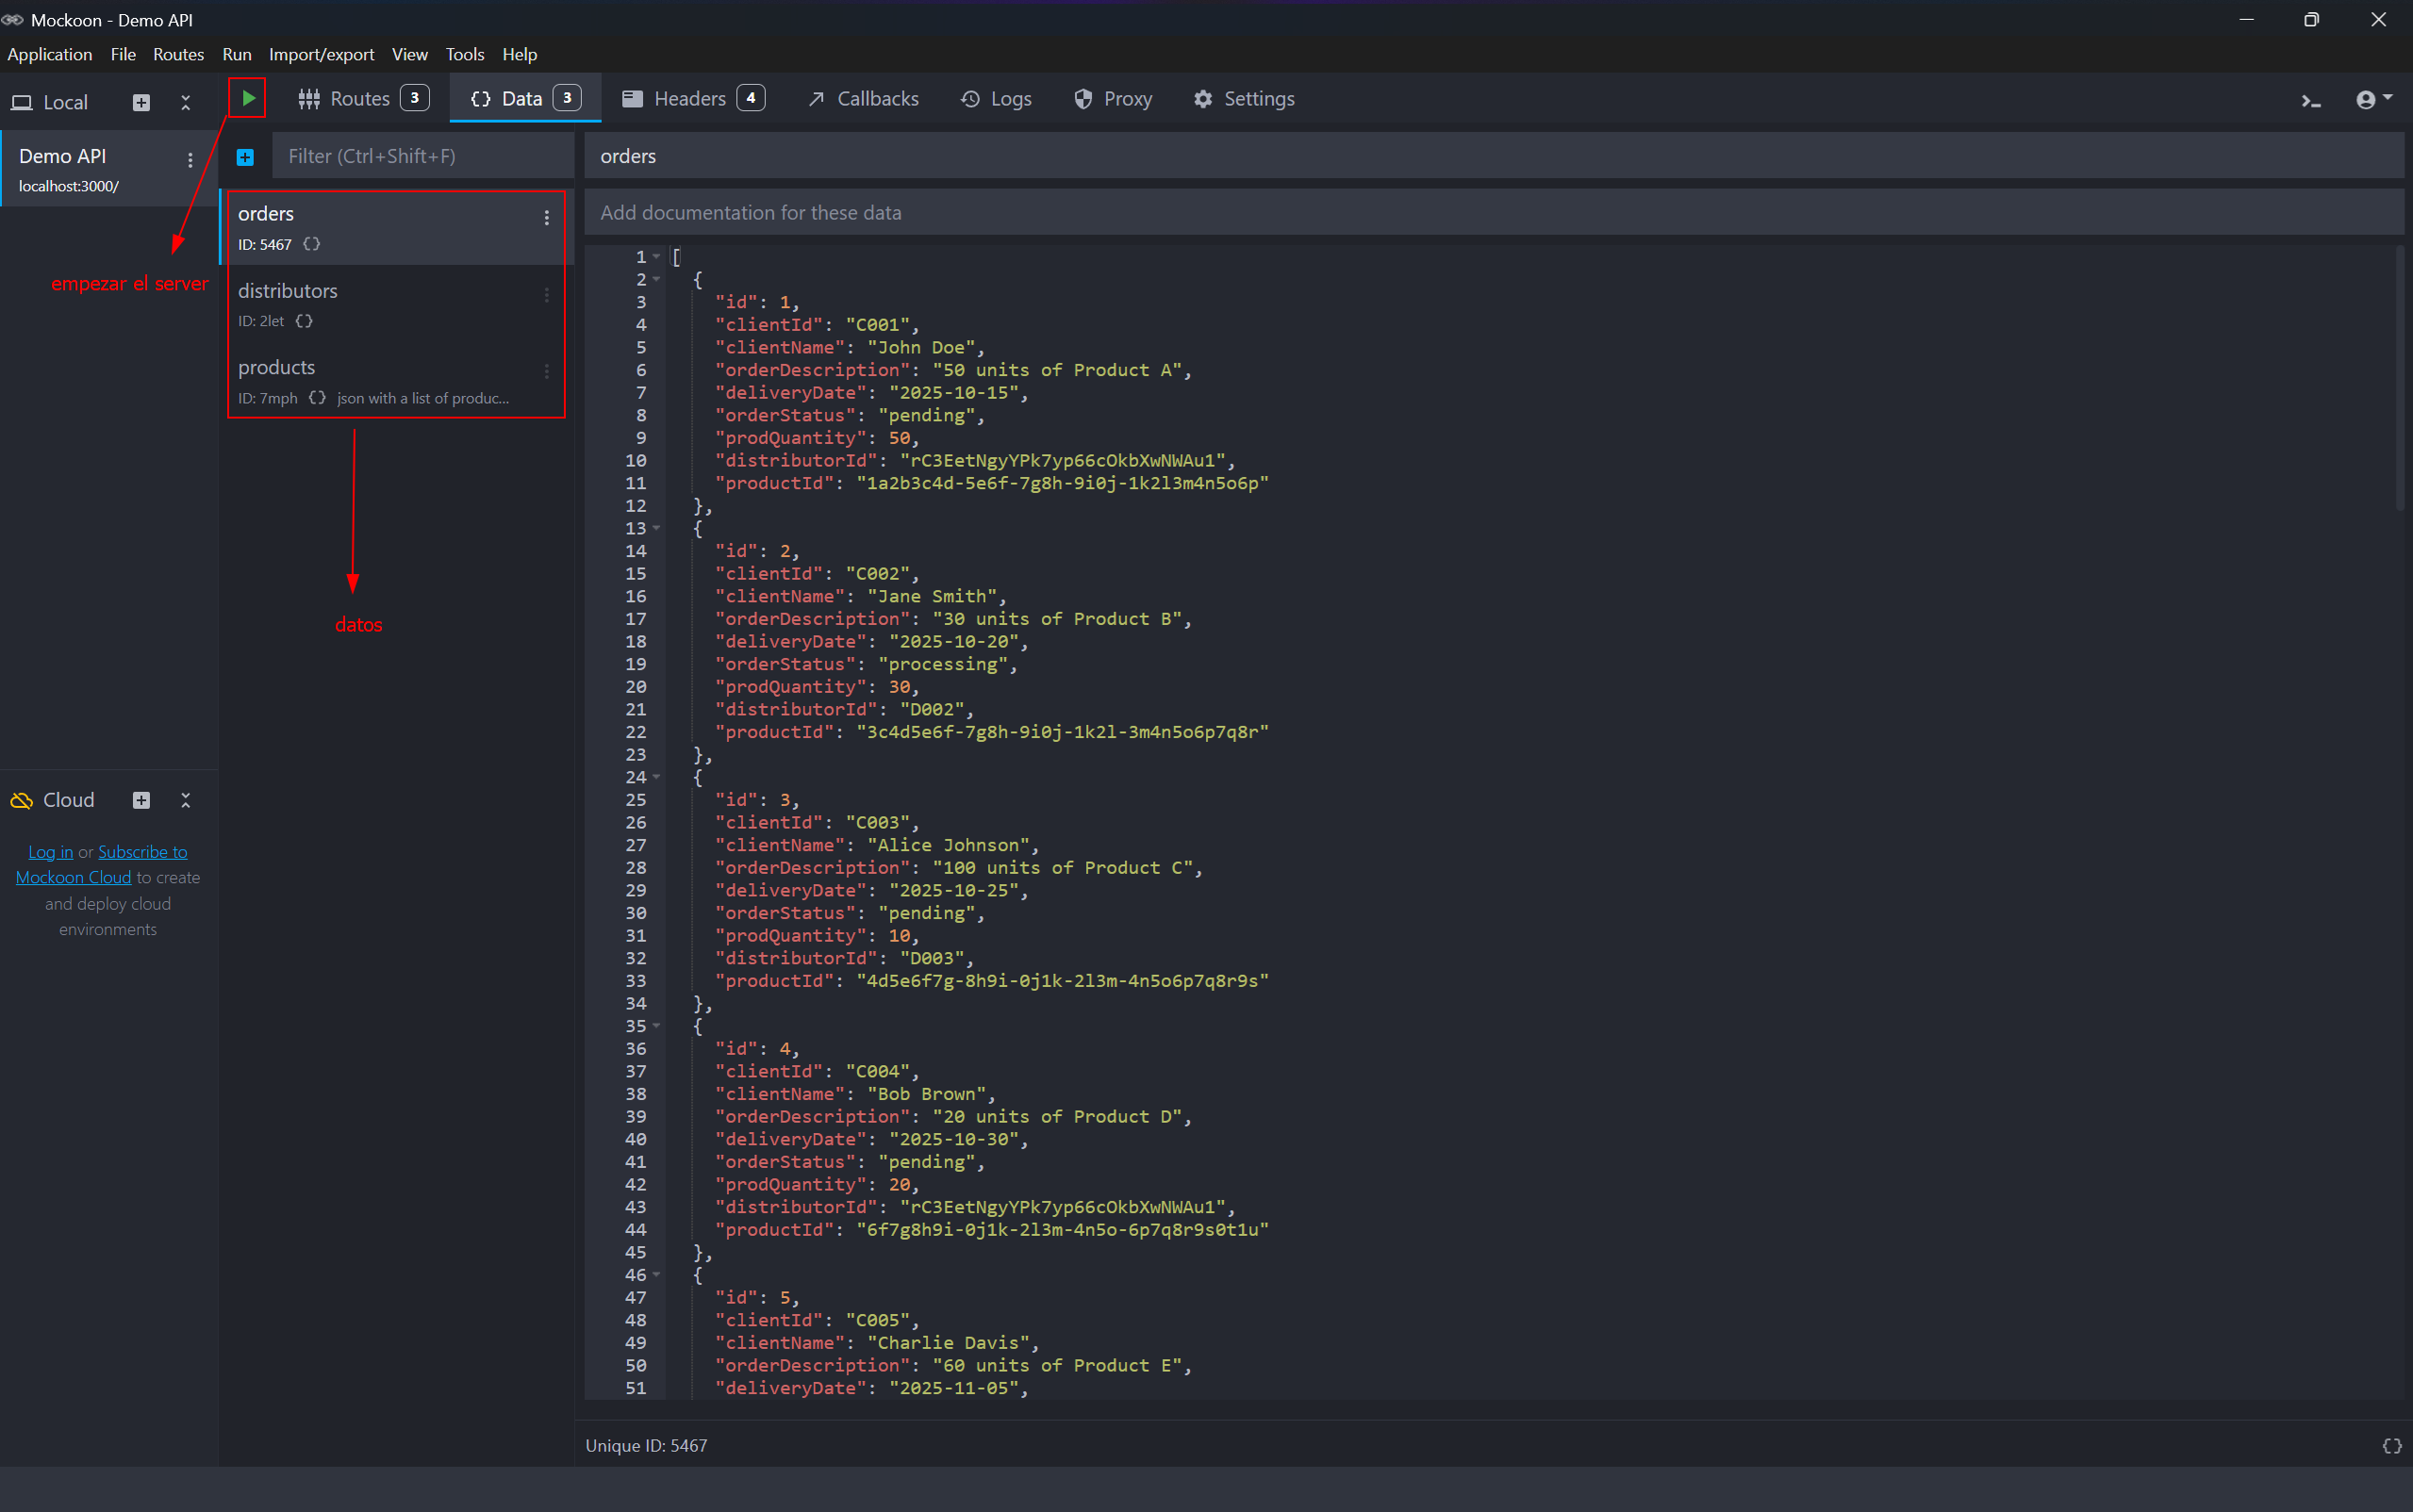 Mockoon - Demo API
Application File Routes Run Import/export View Tools Help
Local
Routes 3
Data 3
Headers 4
Callbacks
Logs
Proxy
Settings
Demo API
localhost:3000/
empezar el server
Filter (Ctrl+Shift+F)
orders
ID: 5467 {}
distributors
ID: 2let {}
products
ID: 7mph {} json with a list of produc...
datos
Cloud
Log in or Subscribe to
Mockoon Cloud to create
and deploy cloud
environments
orders
Add documentation for these data
1 [
2 {
3 "id": 1,
4 "clientId": "C001",
5 "clientName": "John Doe",
6 "orderDescription": "50 units of Product A",
7 "deliveryDate": "2025-10-15",
8 "orderStatus": "pending",
9 "prodQuantity": 50,
10 "distributorId": "rC3EetNgyYPk7yp66cOkbXwNWAu1",
11 "productId": "1a2b3c4d-5e6f-7g8h-9i0j-1k2l3m4n5o6p"
12 },
13 {
14 "id": 2,
15 "clientId": "C002",
16 "clientName": "Jane Smith",
17 "orderDescription": "30 units of Product B",
18 "deliveryDate": "2025-10-20",
19 "orderStatus": "processing",
20 "prodQuantity": 30,
21 "distributorId": "D002",
22 "productId": "3c4d5e6f-7g8h-9i0j-1k2l-3m4n5o6p7q8r"
23 },
24 {
25 "id": 3,
26 "clientId": "C003",
27 "clientName": "Alice Johnson",
28 "orderDescription": "100 units of Product C",
29 "deliveryDate": "2025-10-25",
30 "orderStatus": "pending",
31 "prodQuantity": 10,
32 "distributorId": "D003",
33 "productId": "4d5e6f7g-8h9i-0j1k-2l3m-4n5o6p7q8r9s"
34 },
35 {
36 "id": 4,
37 "clientId": "C004",
38 "clientName": "Bob Brown",
39 "orderDescription": "20 units of Product D",
40 "deliveryDate": "2025-10-30",
41 "orderStatus": "pending",
42 "prodQuantity": 20,
43 "distributorId": "rC3EetNgyYPk7yp66cOkbXwNWAu1",
44 "productId": "6f7g8h9i-0j1k-2l3m-4n5o-6p7q8r9s0t1u"
45 },
46 {
47 "id": 5,
48 "clientId": "C005",
49 "clientName": "Charlie Davis",
50 "orderDescription": "60 units of Product E",
51 "deliveryDate": "2025-11-05",
Unique ID: 5467